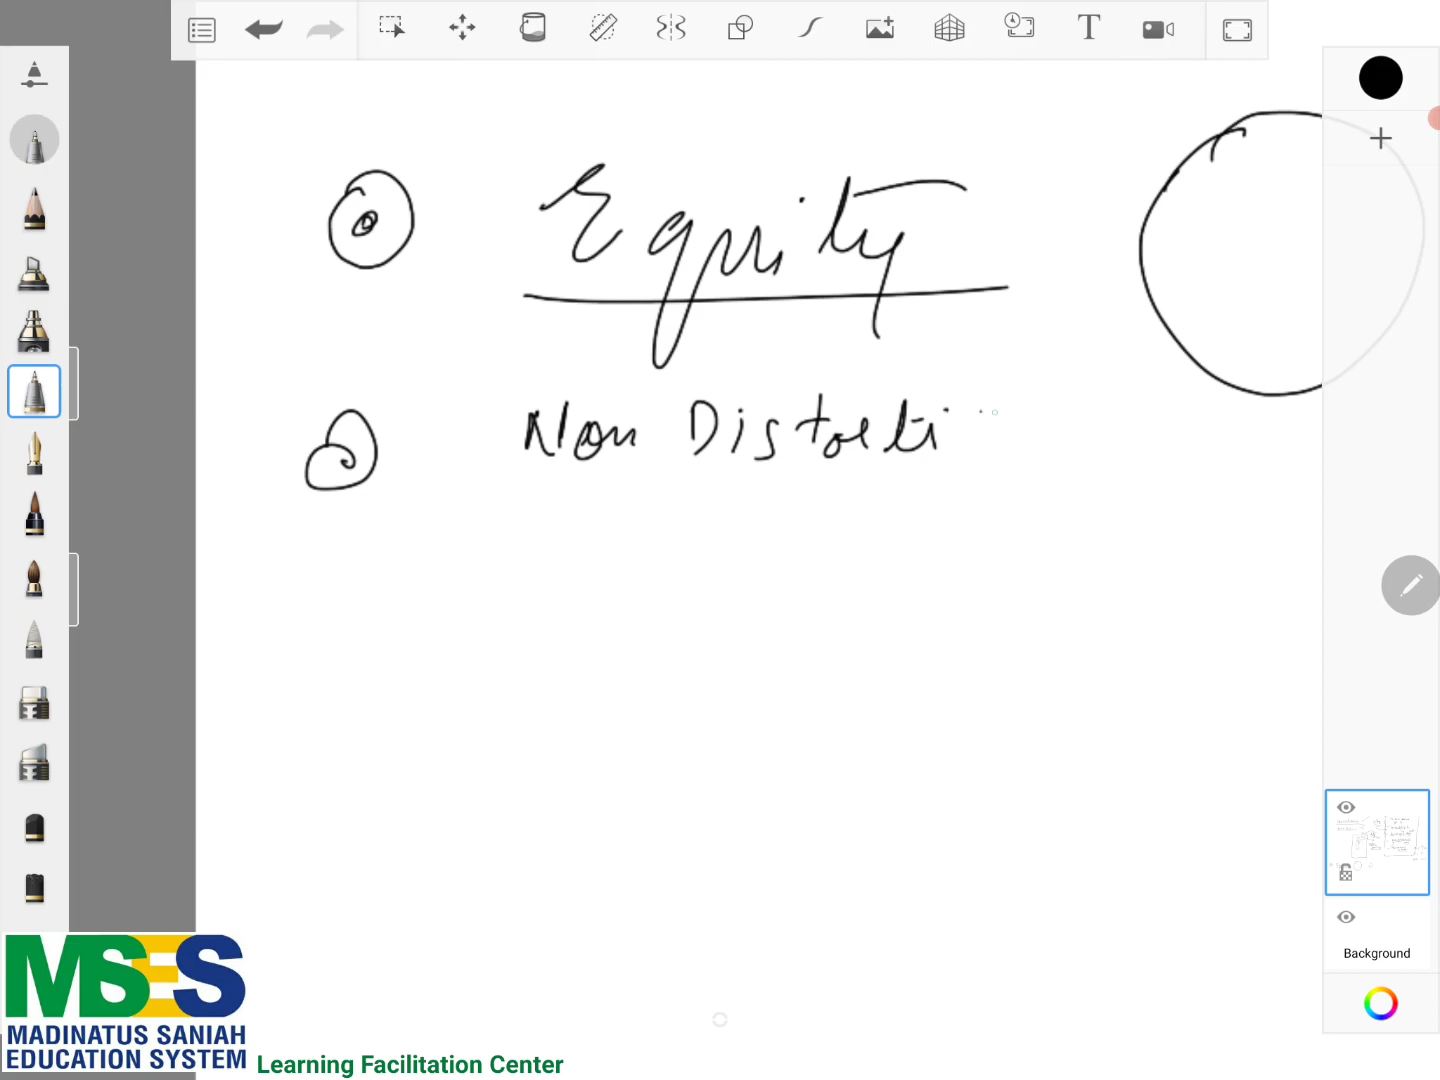 T
Equity
Non Distorti
Background
MSES
MADINATUS SANIAH
EDUCATION SYSTEM
Learning Facilitation Center